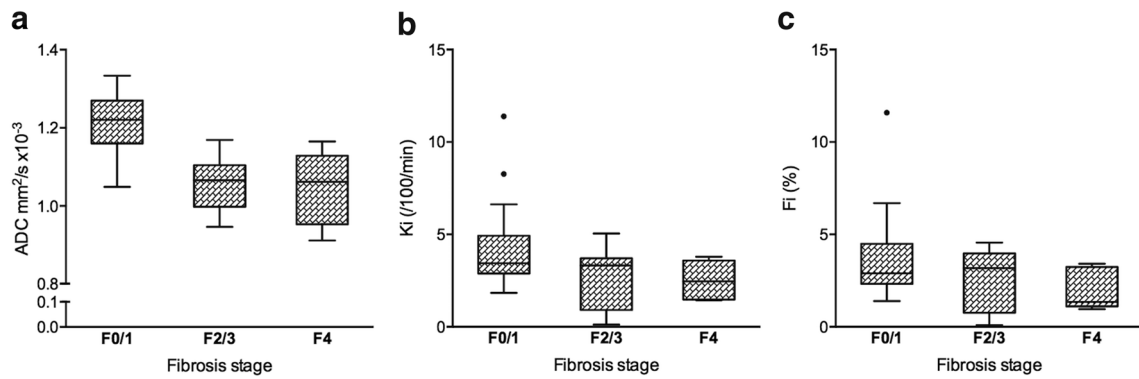 a
b
c
ADC mm²/s x10⁻³
1.4
1.2
1.0
0.8
0.1
0.0
F0/1 F2/3 F4
Fibrosis stage
Ki (/100/min)
15
10
5
0
F0/1 F2/3 F4
Fibrosis stage
Fi (%)
15
10
5
0
F0/1 F2/3 F4
Fibrosis stage